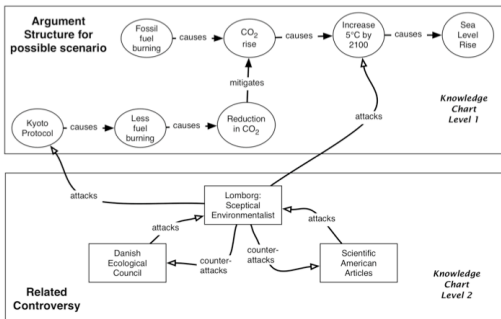 Argument
Structure for
possible scenario
Fossil
fuel
burning
causes
CO2
rise
causes
Increase
5°C by
2100
causes
Sea
Level
Rise
mitigates
Kyoto
Protocol
causes
Less
fuel
burning
causes
Reduction
in CO2
attacks
Knowledge
Chart
Level 1
attacks
Lomborg:
Sceptical
Environmentalist
attacks
attacks
Danish
Ecological
Council
counter-
attacks
counter-
attacks
Scientific
American
Articles
Related
Controversy
Knowledge
Chart
Level 2